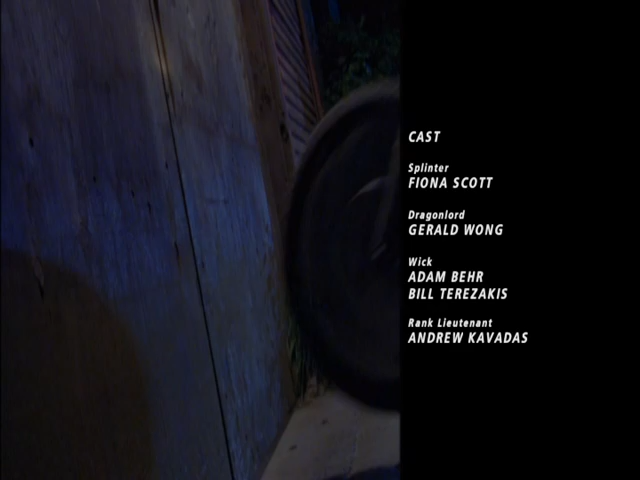 CAST
Splinter
FIONA SCOTT
Dragonlord
GERALD WONG
Wick
ADAM BEHR
BILL TEREZAKIS
Rank Lieutenant
ANDREW KAVADAS